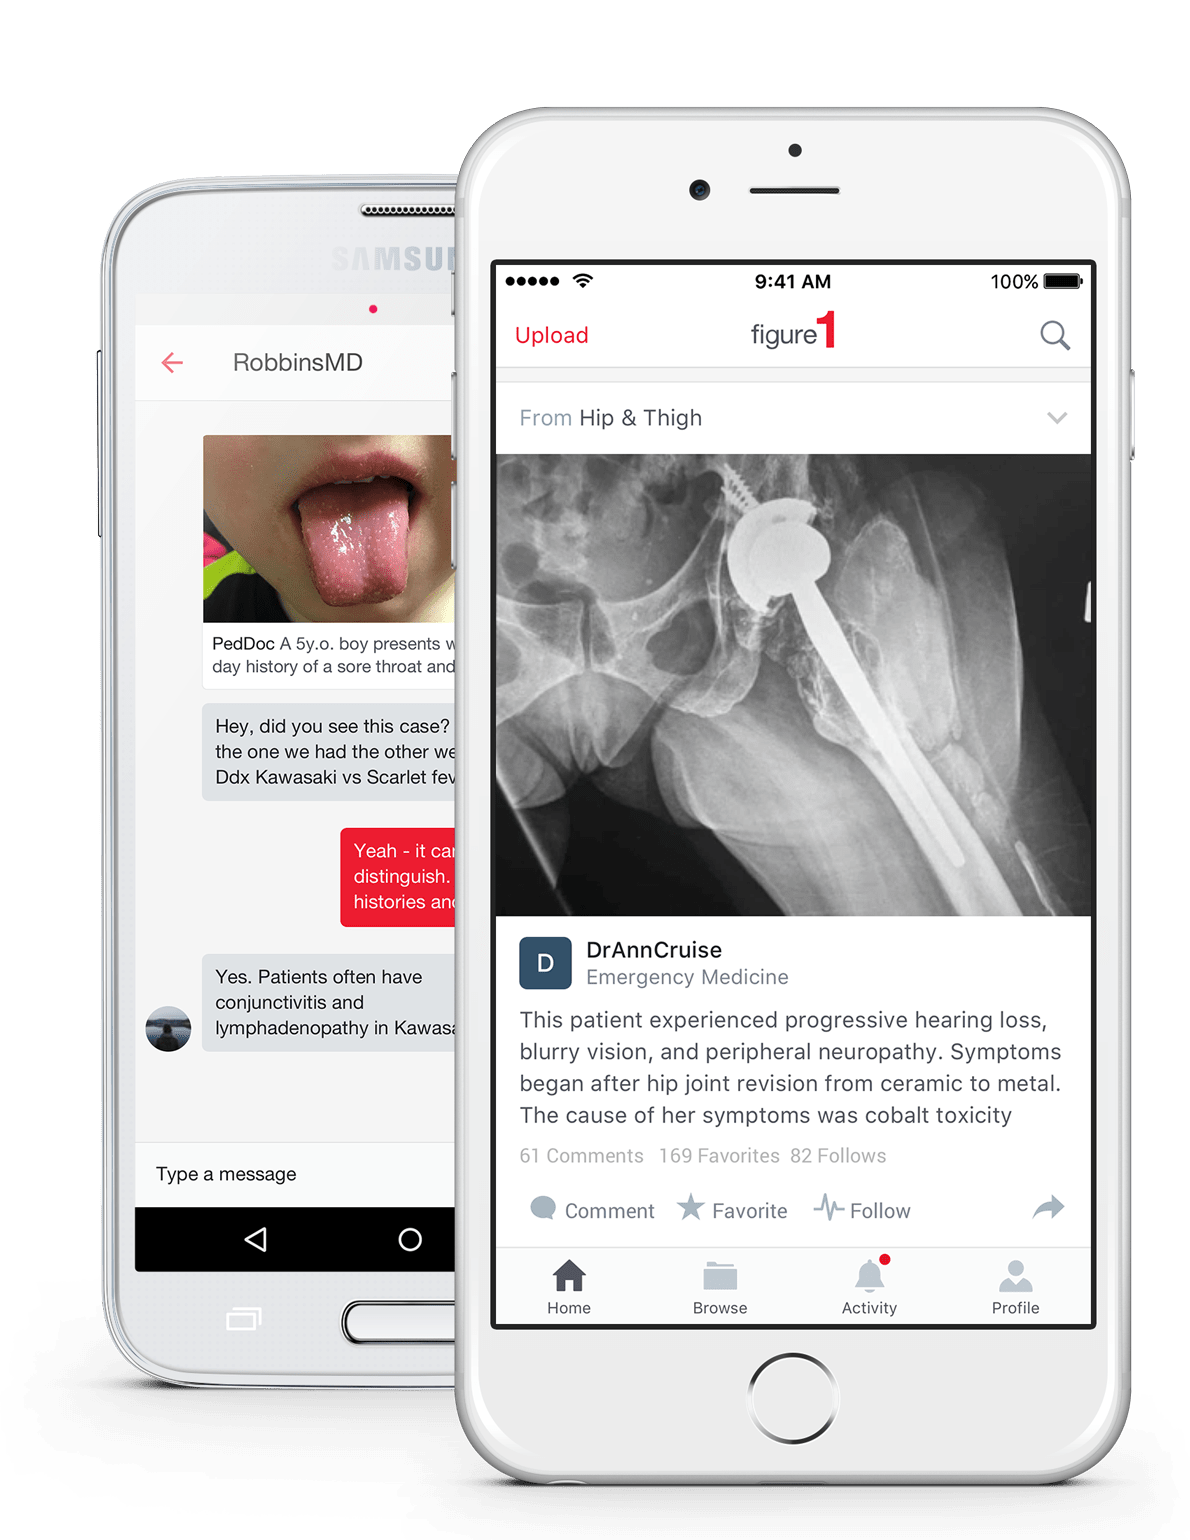 SAMSU
RobbinsMD
PedDoc A 5y.o. boy presents
day history of a sore throat and
Hey, did you see this case?
the one we had the other
Ddx Kawasaki vs Scarlet
Yeah - it
distinguish.
histories
Yes. Patients often have
conjunctivitis and
lymphadenopathy in
Type a message
9:41 AM
100%
Upload
figure1
From Hip & Thigh
D
DrAnnCruise
Emergency Medicine
This patient experienced progressive hearing loss,
blurry vision, and peripheral neuropathy. Symptoms
began after hip joint revision from ceramic to metal.
The cause of her symptoms was cobalt toxicity
61 Comments 169 Favorites 82 Follows
Comment Favorite Follow
Home Browse Activity Profile